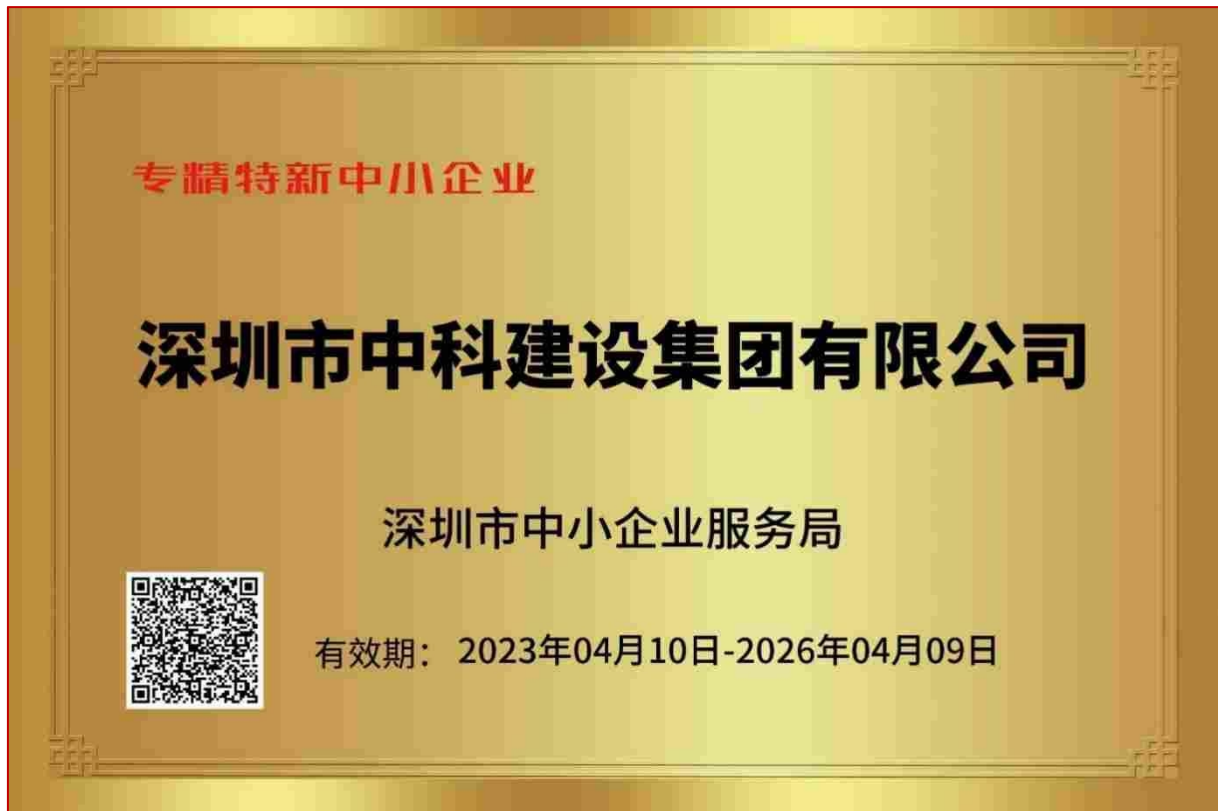 专精特新中小企业
深圳市中科建设集团有限公司
深圳市中小企业服务局
有效期： 2023年04月10日-2026年04月09日